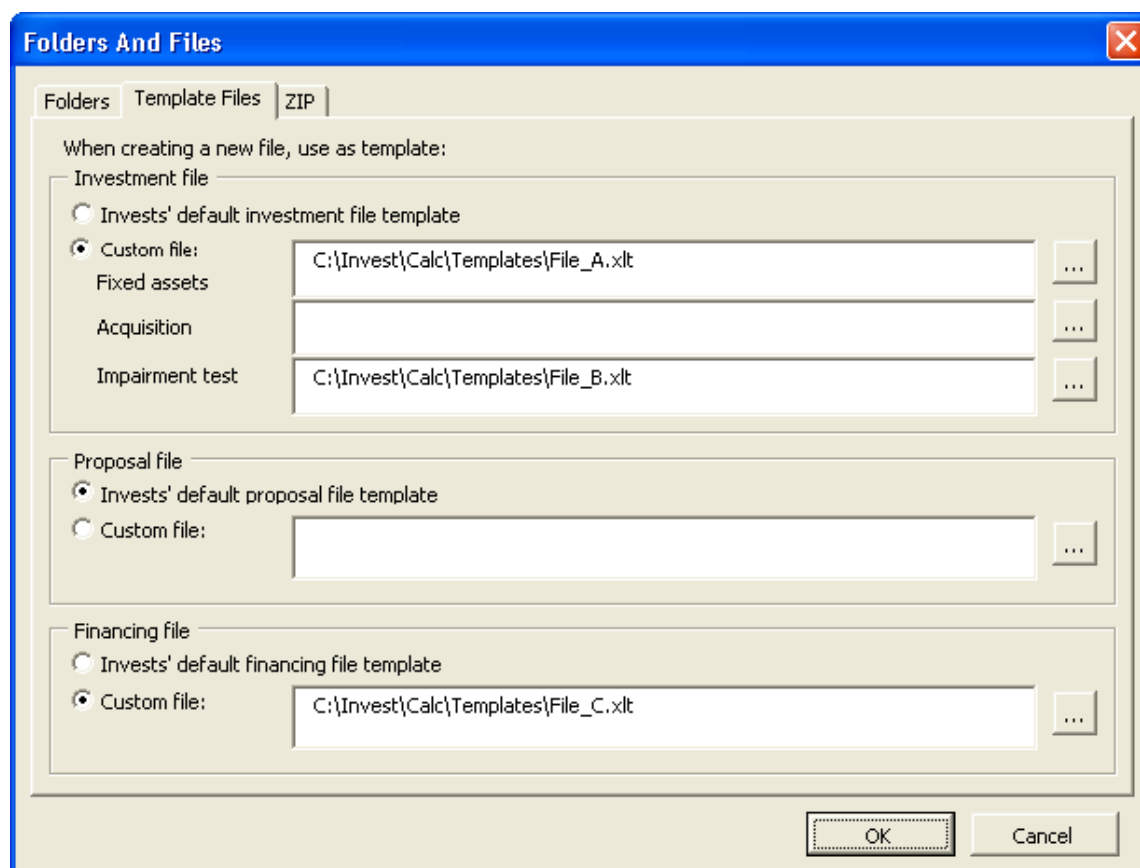 Folders And Files
Folders Template Files ZIP
When creating a new file, use as template:
Investment file
Invests' default investment file template
Custom file:
C:\Invest\Calc\Templates\File_A.xlt
...
Fixed assets
Acquisition
...
Impairment test
C:\Invest\Calc\Templates\File_B.xlt
...
Proposal file
Invests' default proposal file template
Custom file:
...
Financing file
Invests' default financing file template
Custom file:
C:\Invest\Calc\Templates\File_C.xlt
...
OK Cancel